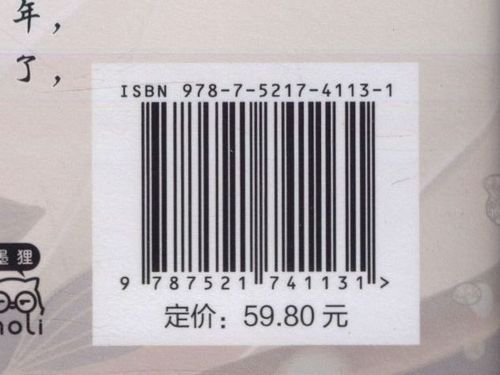 年，
了，
ISBN 978-7-5217-4113-1
9 787521 741131 >
定价：59.80 元
墨 狸
moli